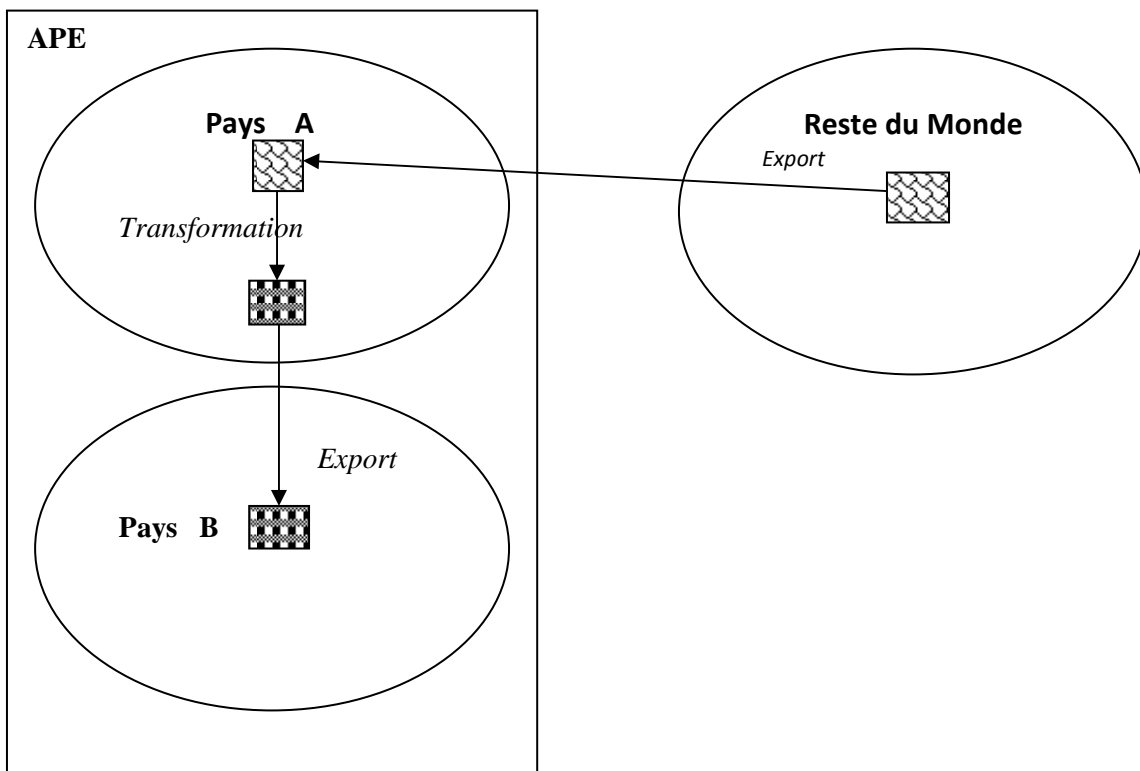 APE
Pays A
Reste du Monde
Export
Transformation
Export
Pays B